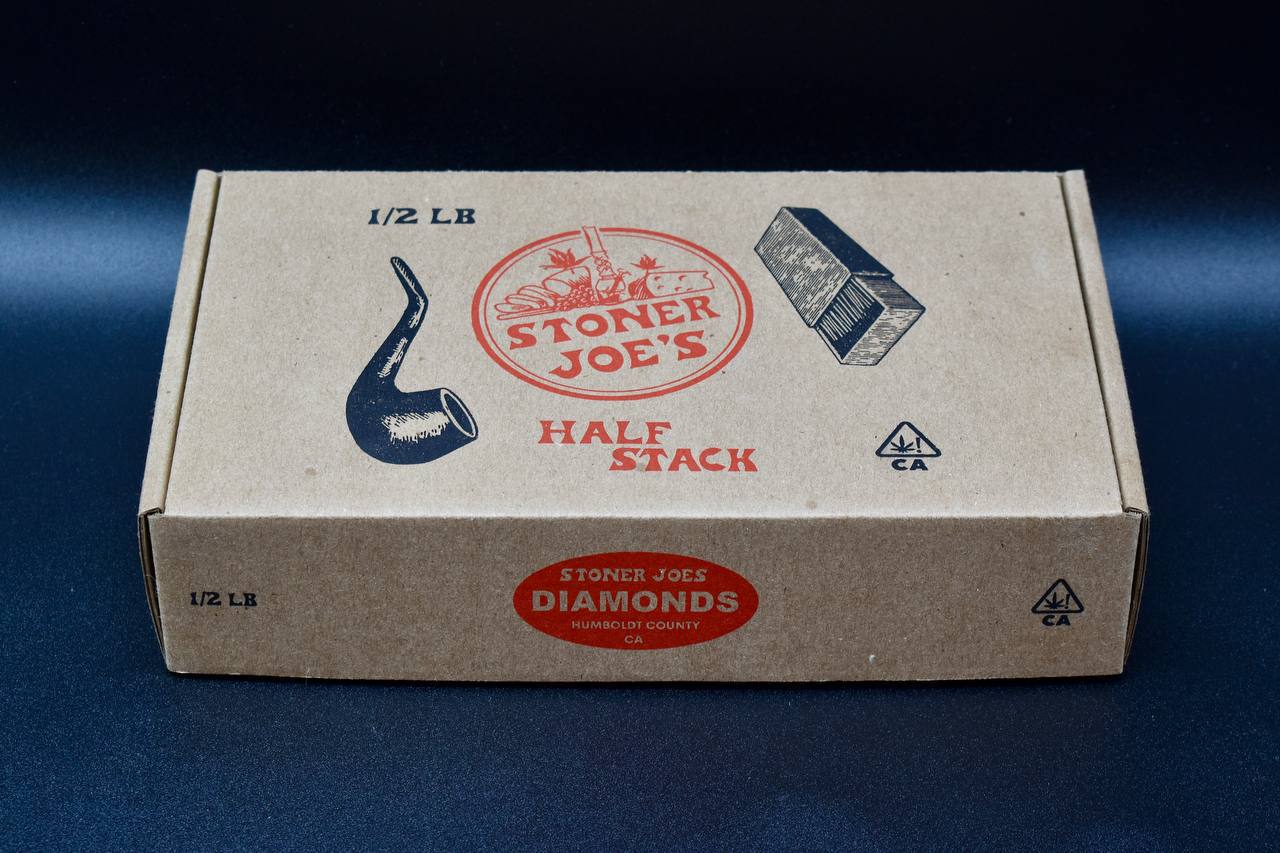 1/2 LB
STONER
JOE'S
HALF
STACK
!
CA
1/2 LB
STONER JOES
DIAMONDS
HUMBOLDT COUNTY
CA
!
CA